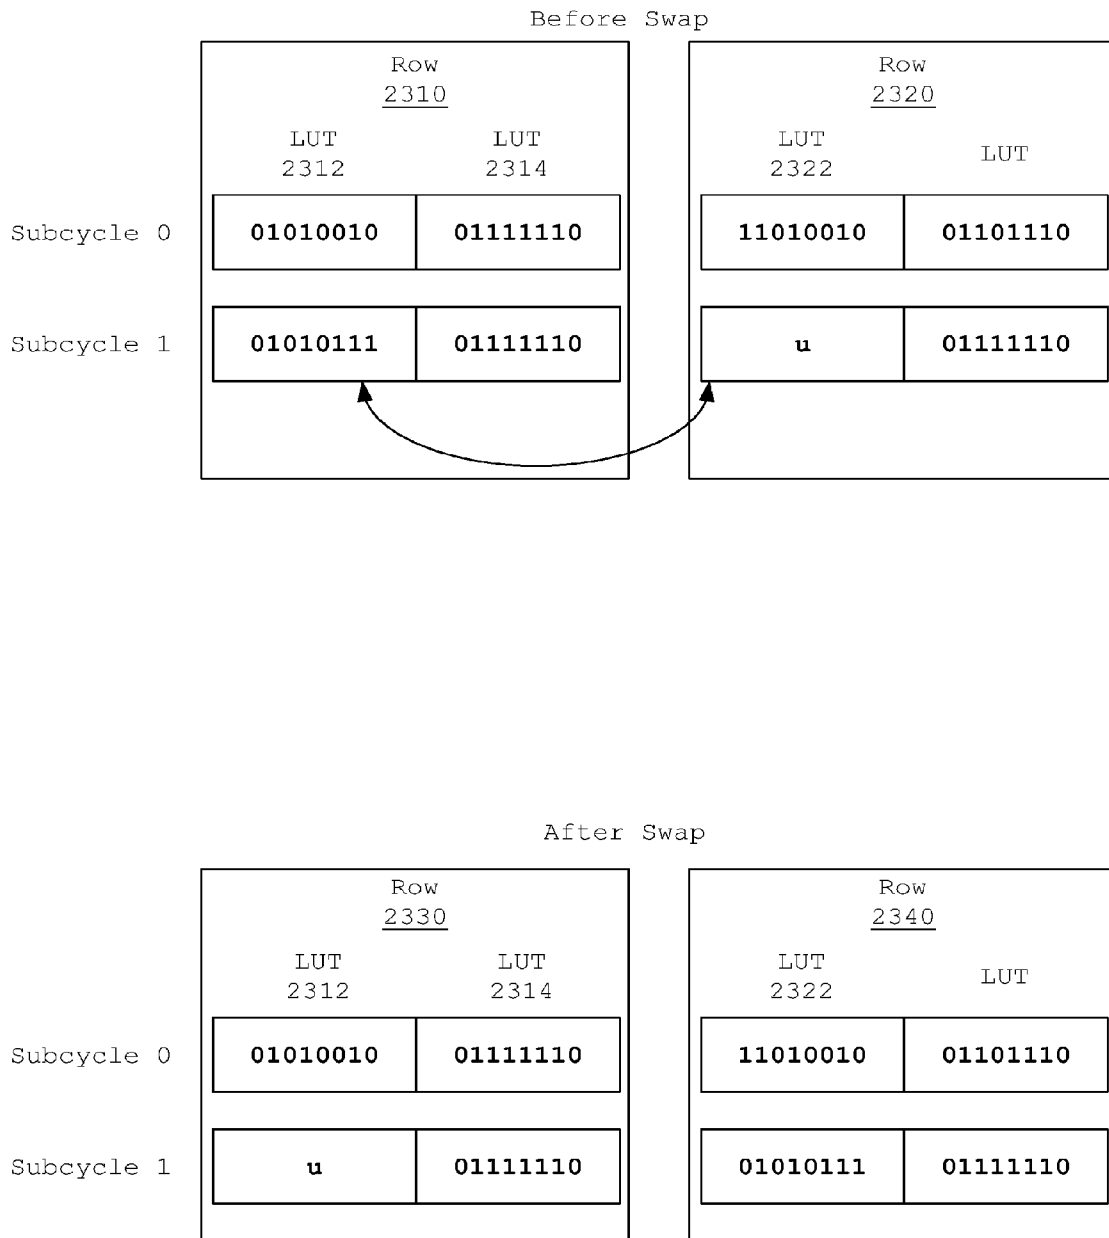 Before Swap
Row Row
2310 2320
LUT LUT LUT LUT
2312 2314 2322
Subcycle 0 01010010 01111110 11010010 01101110
Subcycle 1 01010111 01111110 u 01111110
After Swap
Row Row
2330 2340
LUT LUT LUT LUT
2312 2314 2322
Subcycle 0 01010010 01111110 11010010 01101110
Subcycle 1 u 01111110 01010111 01111110